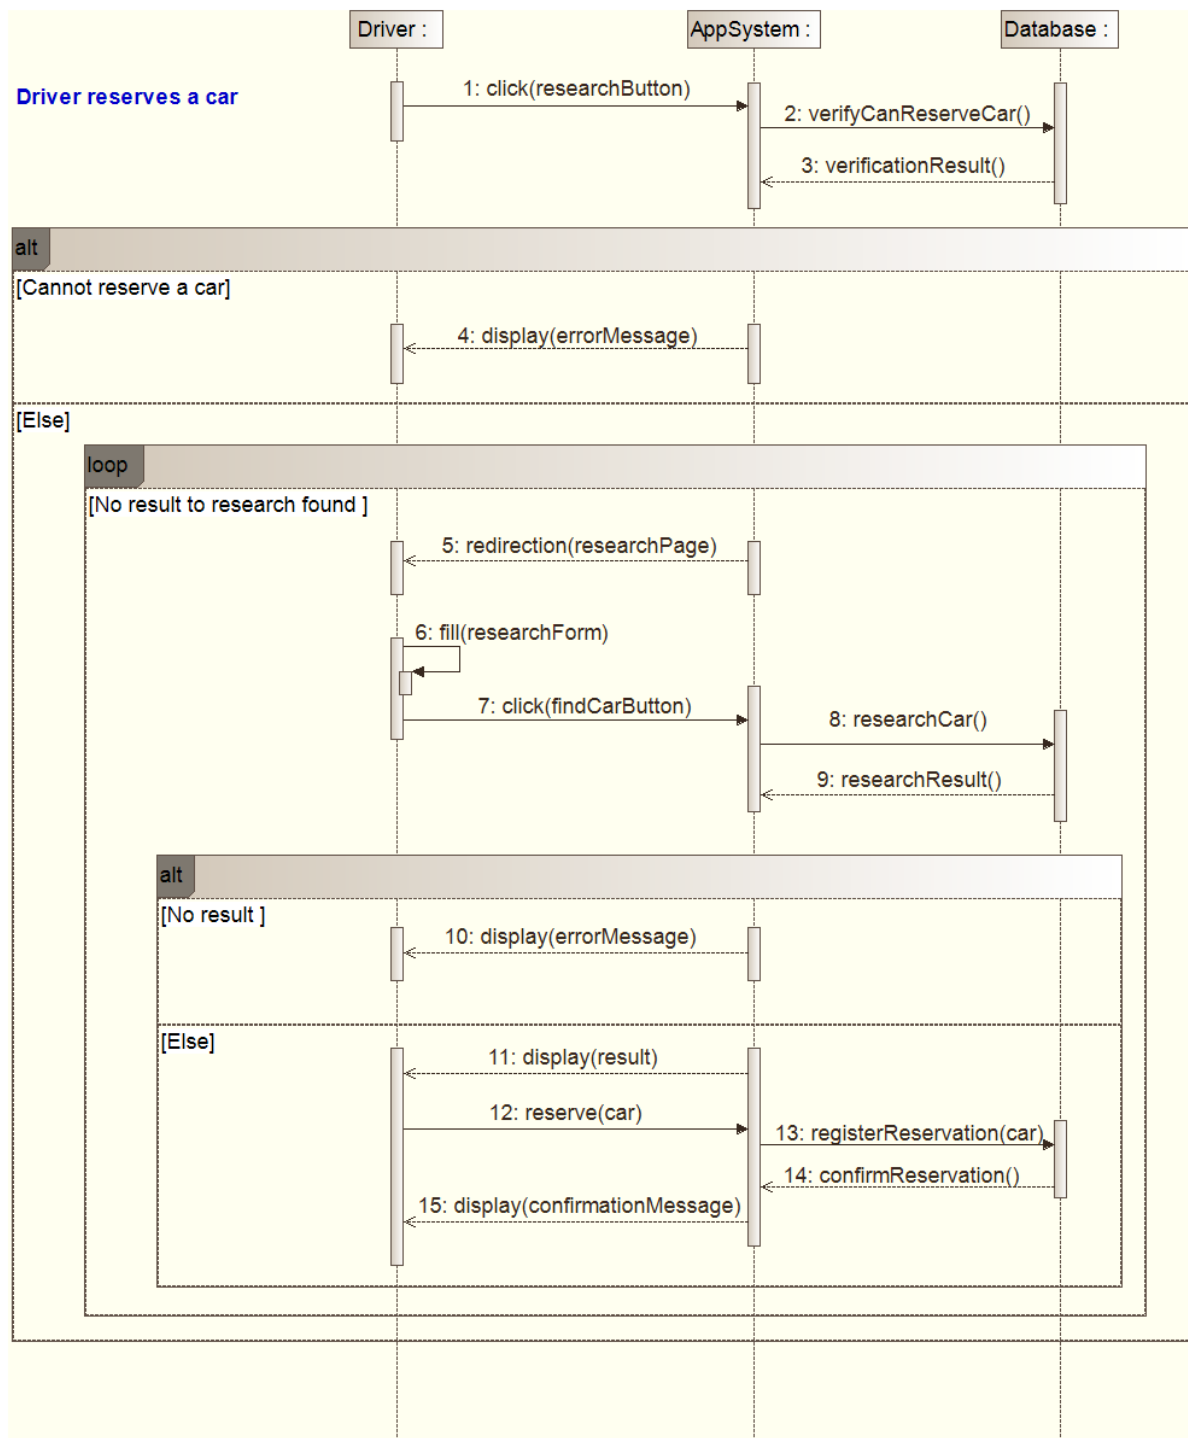 Driver :
AppSystem :
Database :
Driver reserves a car
1: click(researchButton)
2: verifyCanReserveCar()
3: verificationResult()
alt
[Cannot reserve a car]
4: display(errorMessage)
[Else]
loop
[No result to research found ]
5: redirection(researchPage)
6: fill(researchForm)
7: click(findCarButton)
8: researchCar()
9: researchResult()
alt
[No result ]
10: display(errorMessage)
[Else]
11: display(result)
12: reserve(car)
13: registerReservation(car)
14: confirmReservation()
15: display(confirmationMessage)